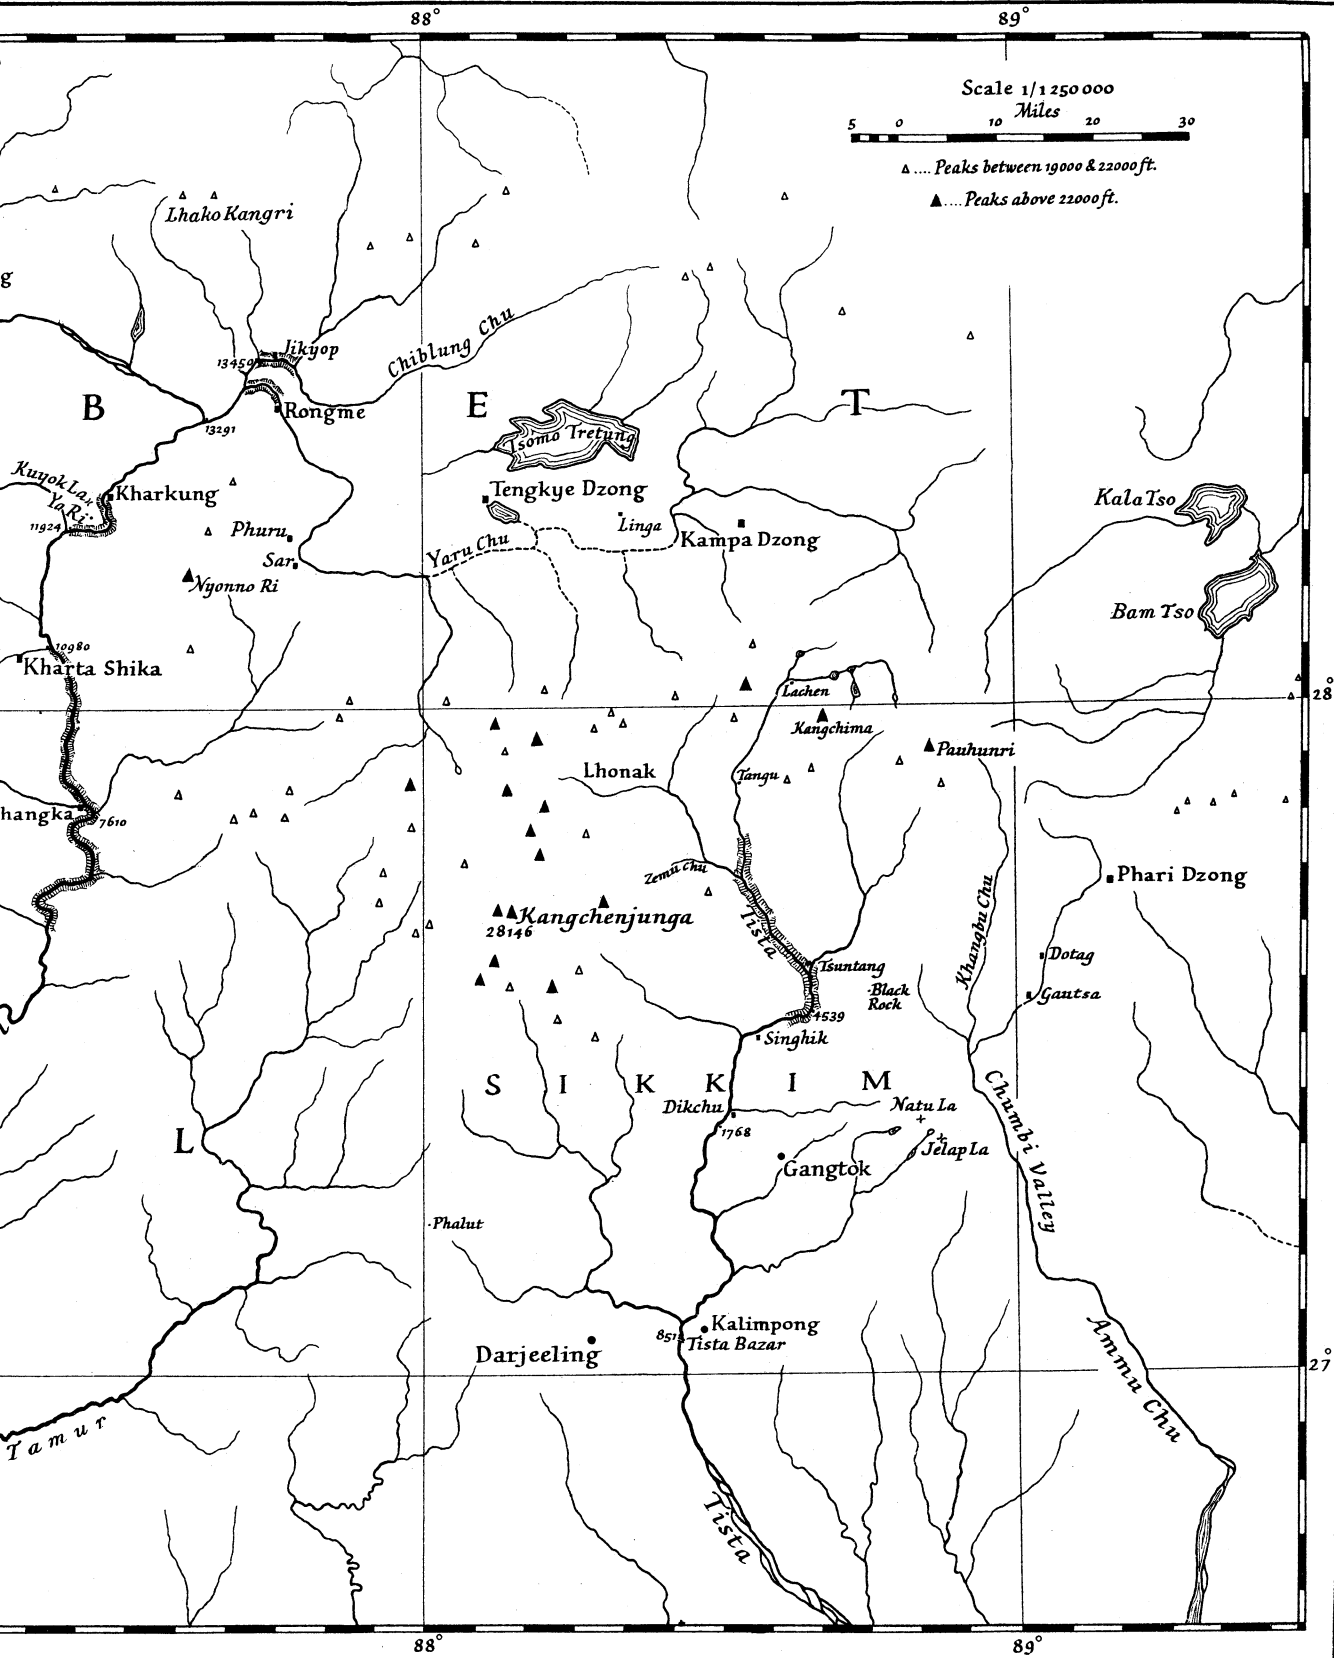 88°
89°
Scale 1/1 250 000
Miles
5 0 10 20 30
.... Peaks between 19000 & 22000 ft.
.... Peaks above 22000 ft.
Lhako Kangri
g
Jikyop
13450
Chiblung Chu
B
E
T
Rongme
13291
Tsomo Tretung
Kuyok La
Ya Ri
Kharkung
Tengkye Dzong
Kala Tso
11924
Phuru
Linga
Yaru Chu
Kampa Dzong
Sar
Nyonno Ri
Bam Tso
10980
Kharta Shika
Lachen
28°
Kangchima
Pauhunri
Lhonak
Tangu
hangka
7610
Zemu Chu
Phari Dzong
Kangchenjunga
28146
Tista
Khangbu Chu
Dotag
Tsuntang
Black
Rock
Gautsa
4539
Singhik
S I K K I M
Chumbi Valley
Dikchu
Natu La
1768
L
Jelap La
Gangtok
Phalut
Kalimpong
851
Tista Bazar
Darjeeling
Ammu Chu
27°
Tamur
Tista
88°
89°